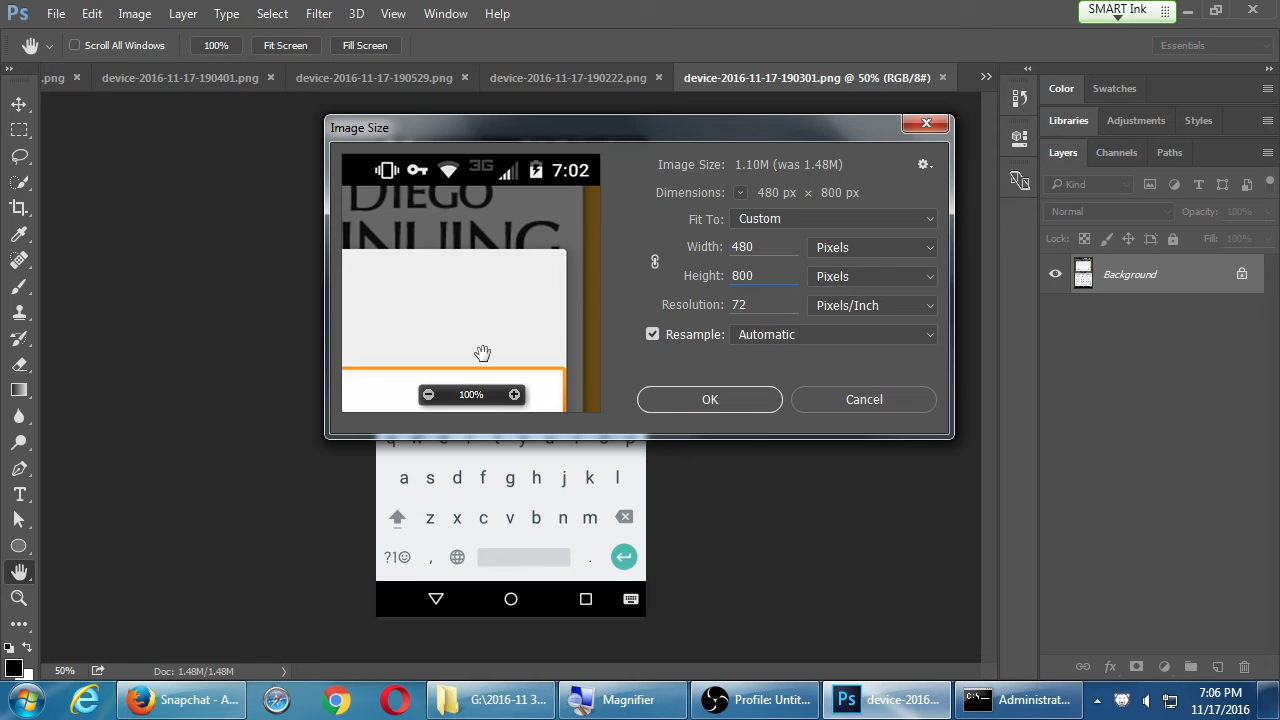 Ps File Edit Image Layer Type Select Filter 3D View Window Help
SMART Ink
Scroll All Windows 100% Fit Screen Fill Screen Essentials
.png device-2016-11-17-190401.png device-2016-11-17-190529.png device-2016-11-17-190222.png device-2016-11-17-190301.png @ 50% (RGB/8#)
Color Swatches
Libraries Adjustments Styles
Layers Channels Paths
Kind
Normal Opacity: 100%
Lock: Fill: 100%
Background
Image Size
3G 7:02
DIEGO
100%
Image Size: 1.10M (was 1.48M)
Dimensions: 480 px × 800 px
Fit To: Custom
Width: 480 Pixels
Height: 800 Pixels
Resolution: 72 Pixels/Inch
Resample: Automatic
OK Cancel
q w e r t y u i o p
a s d f g h j k l
z x c v b n m
?1☺ , .
50% Doc: 1.48M/1.48M
fx
Snapchat - A... G:\2016-11 3... Magnifier Profile: Untit... Ps device-2016... Administrat... 7:06 PM
11/17/2016